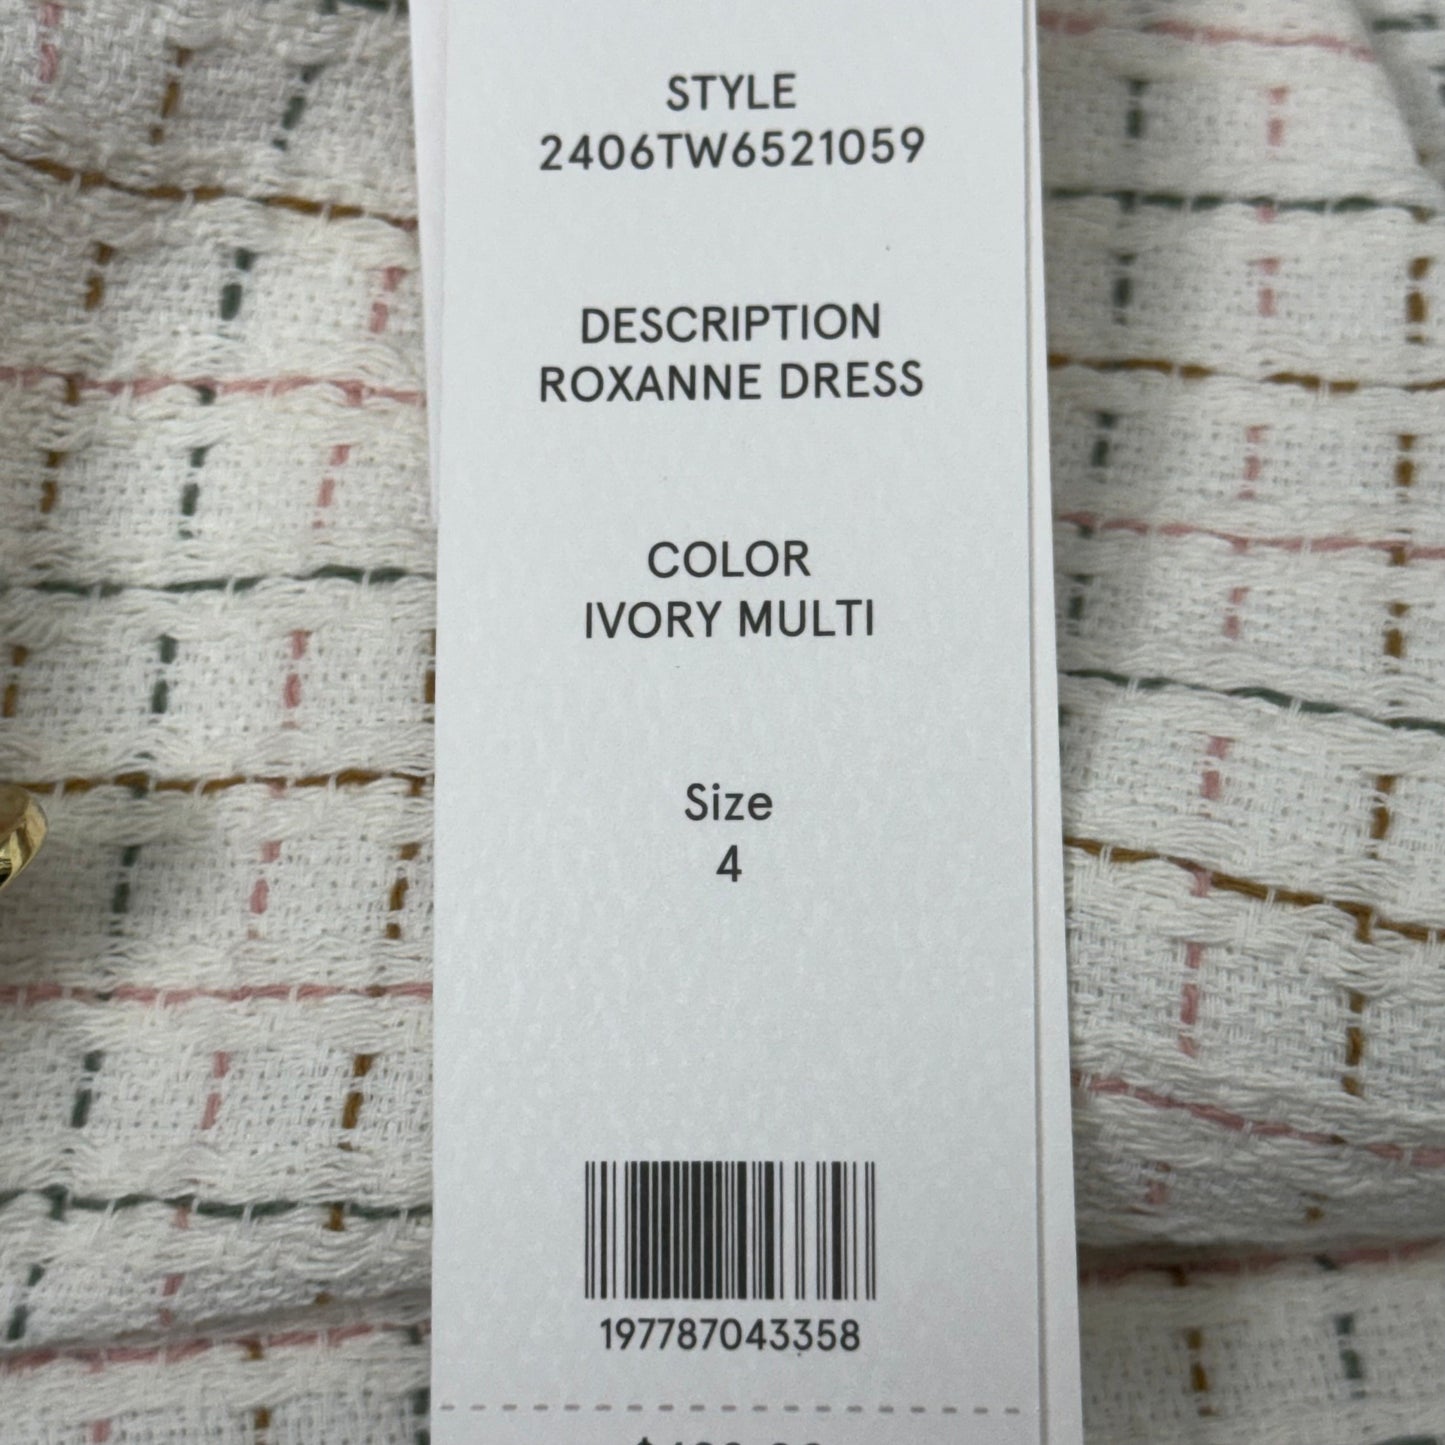 STYLE
2406TW6521059
DESCRIPTION
ROXANNE DRESS
COLOR
IVORY MULTI
Size
4
197787043358